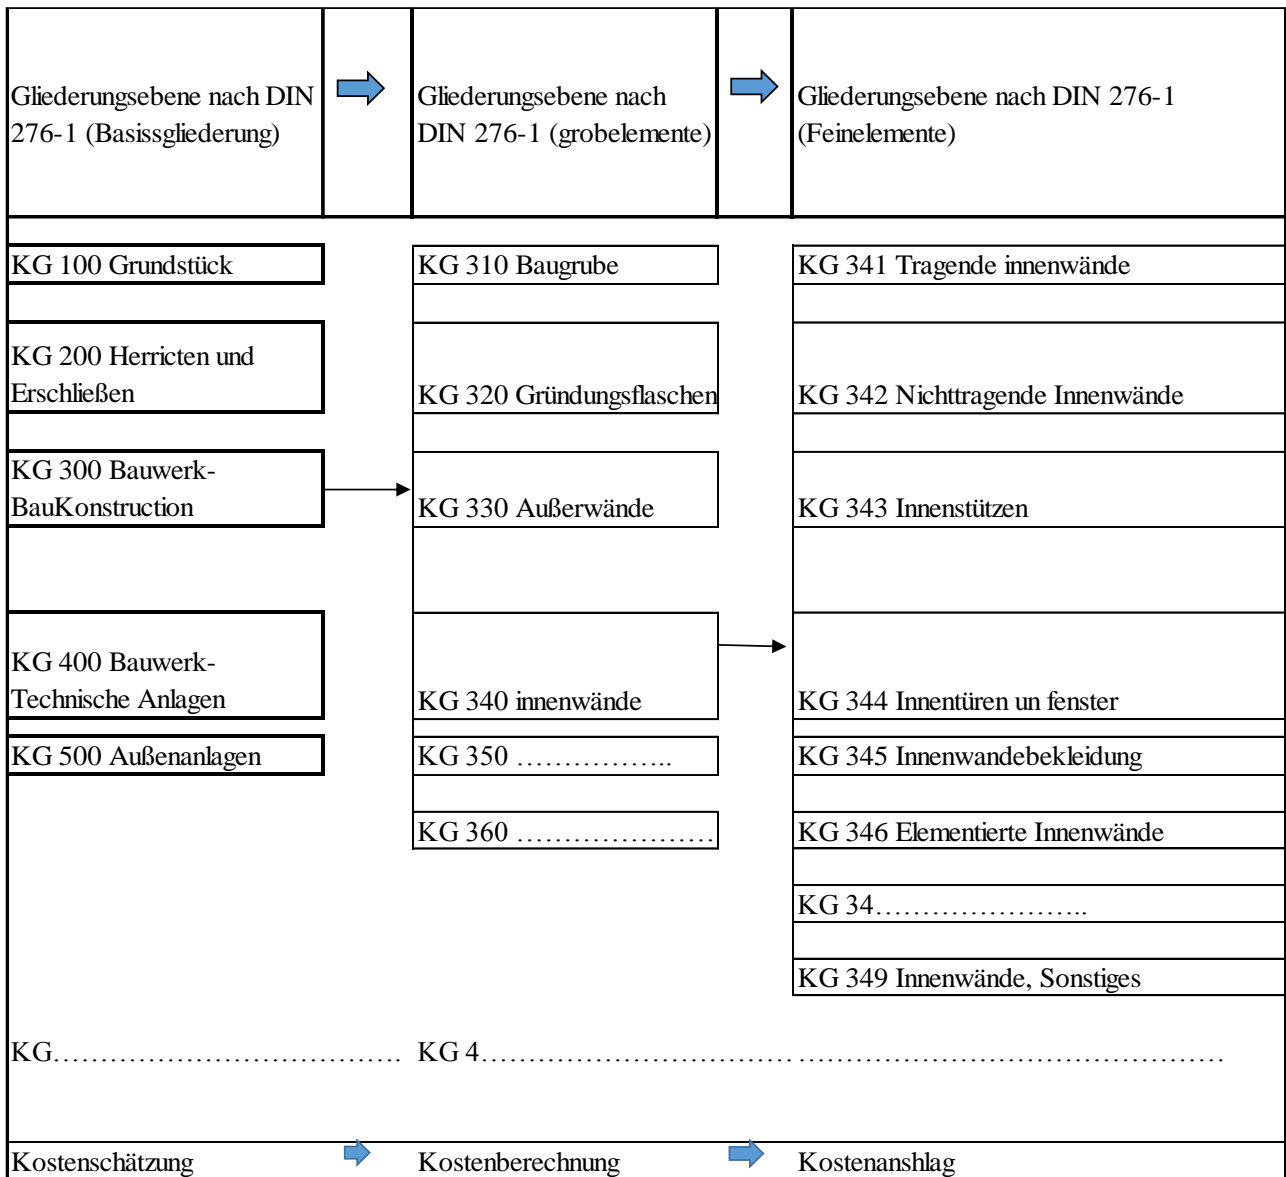 Gliederungsebene nach DIN
276-1 (Basissgliederung)
Gliederungsebene nach
DIN 276-1 (grobelemente)
Gliederungsebene nach DIN 276-1
(Feinelemente)
KG 100 Grundstück
KG 310 Baugrube
KG 341 Tragende innenwände
KG 200 Herricten und
Erschließen
KG 320 Gründungsflaschen
KG 342 Nichttragende Innenwände
KG 300 Bauwerk-
BauKonstruction
KG 330 Außerwände
KG 343 Innenstützen
KG 400 Bauwerk-
Technische Anlagen
KG 340 innenwände
KG 344 Innentüren un fenster
KG 500 Außenanlagen
KG 350 ……………..
KG 345 Innenwandebekleidung
KG 360 …………………
KG 346 Elementierte Innenwände
KG 34…………………..
KG 349 Innenwände, Sonstiges
KG……………………………….
KG 4……………………………………………………………………
Kostenschätzung
Kostenberechnung
Kostenanshlag